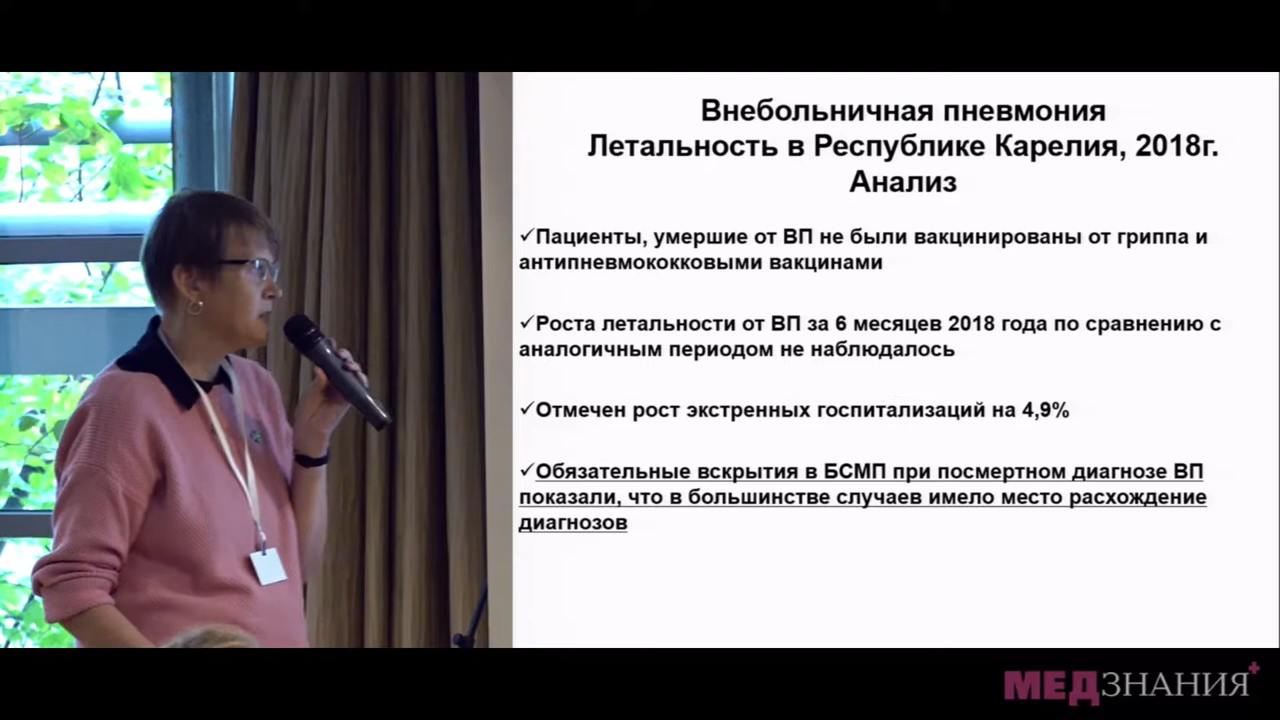 Внебольничная пневмония
Летальность в Республике Карелия, 2018г.
Анализ
✓Пациенты, умершие от ВП не были вакцинированы от гриппа и
антипневмококковыми вакцинами
✓Роста летальности от ВП за 6 месяцев 2018 года по сравнению с
аналогичным периодом не наблюдалось
✓Отмечен рост экстренных госпитализаций на 4,9%
✓Обязательные вскрытия в БСМП при посмертном диагнозе ВП
показали, что в большинстве случаев имело место расхождение
диагнозов
МЕДЗНАНИЯ+